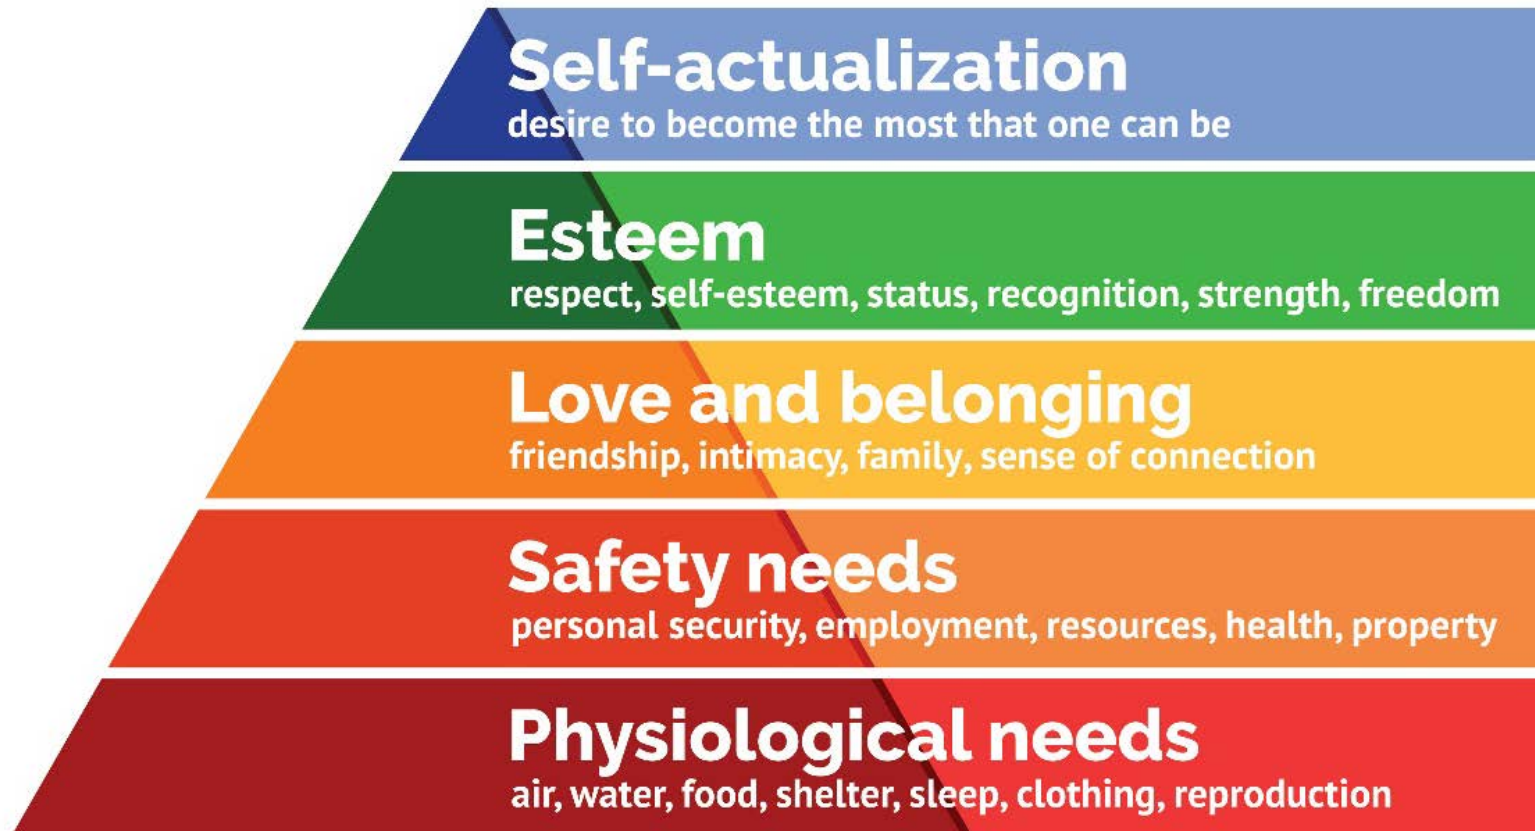 Self-actualization
desire to become the most that one can be
Esteem
respect, self-esteem, status, recognition, strength, freedom
Love and belonging
friendship, intimacy, family, sense of connection
Safety needs
personal security, employment, resources, health, property
Physiological needs
air, water, food, shelter, sleep, clothing, reproduction